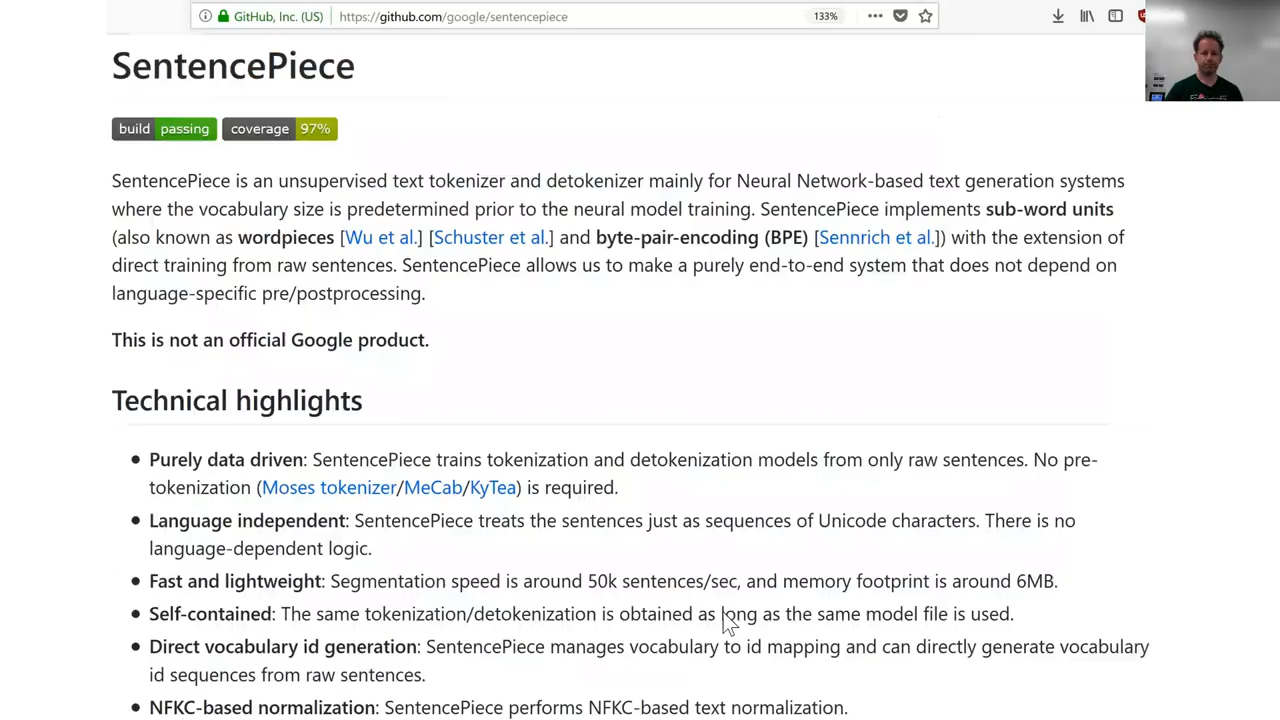 GitHub, Inc. (US) https://github.com/google/sentencepiece 133%
SentencePiece
build passing coverage 97%
SentencePiece is an unsupervised text tokenizer and detokenizer mainly for Neural Network-based text generation systems
where the vocabulary size is predetermined prior to the neural model training. SentencePiece implements sub-word units
(also known as wordpieces [Wu et al.] [Schuster et al.] and byte-pair-encoding (BPE) [Sennrich et al.]) with the extension of
direct training from raw sentences. SentencePiece allows us to make a purely end-to-end system that does not depend on
language-specific pre/postprocessing.
This is not an official Google product.
Technical highlights
• Purely data driven: SentencePiece trains tokenization and detokenization models from only raw sentences. No pre-
tokenization (Moses tokenizer/MeCab/KyTea) is required.
• Language independent: SentencePiece treats the sentences just as sequences of Unicode characters. There is no
language-dependent logic.
• Fast and lightweight: Segmentation speed is around 50k sentences/sec, and memory footprint is around 6MB.
• Self-contained: The same tokenization/detokenization is obtained as long as the same model file is used.
• Direct vocabulary id generation: SentencePiece manages vocabulary to id mapping and can directly generate vocabulary
id sequences from raw sentences.
• NFKC-based normalization: SentencePiece performs NFKC-based text normalization.